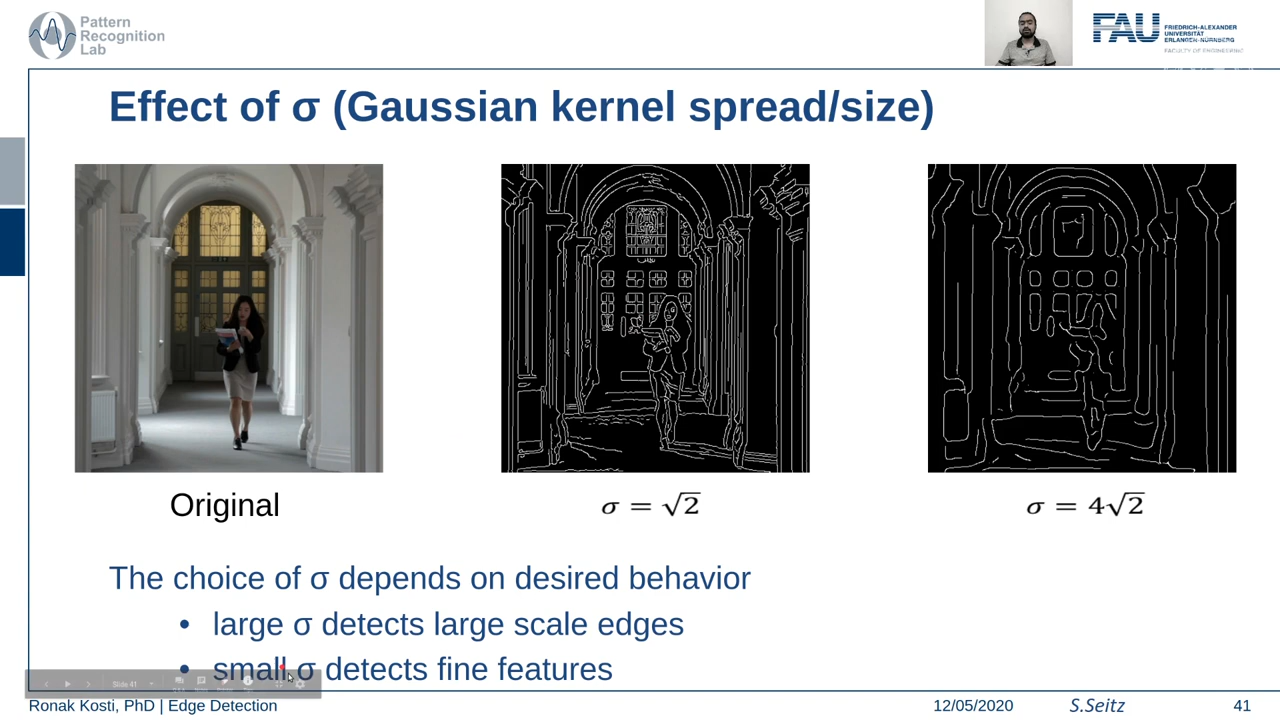 Pattern
Recognition
Lab
FAU
FRIEDRICH-ALEXANDER
UNIVERSITÄT
ERLANGEN-NÜRNBERG
FACULTY OF ENGINEERING
Effect of σ (Gaussian kernel spread/size)
Original
σ = √2
σ = 4√2
The choice of σ depends on desired behavior
• large σ detects large scale edges
• small σ detects fine features
Slide 41
Ronak Kosti, PhD | Edge Detection
12/05/2020
S.Seitz
41